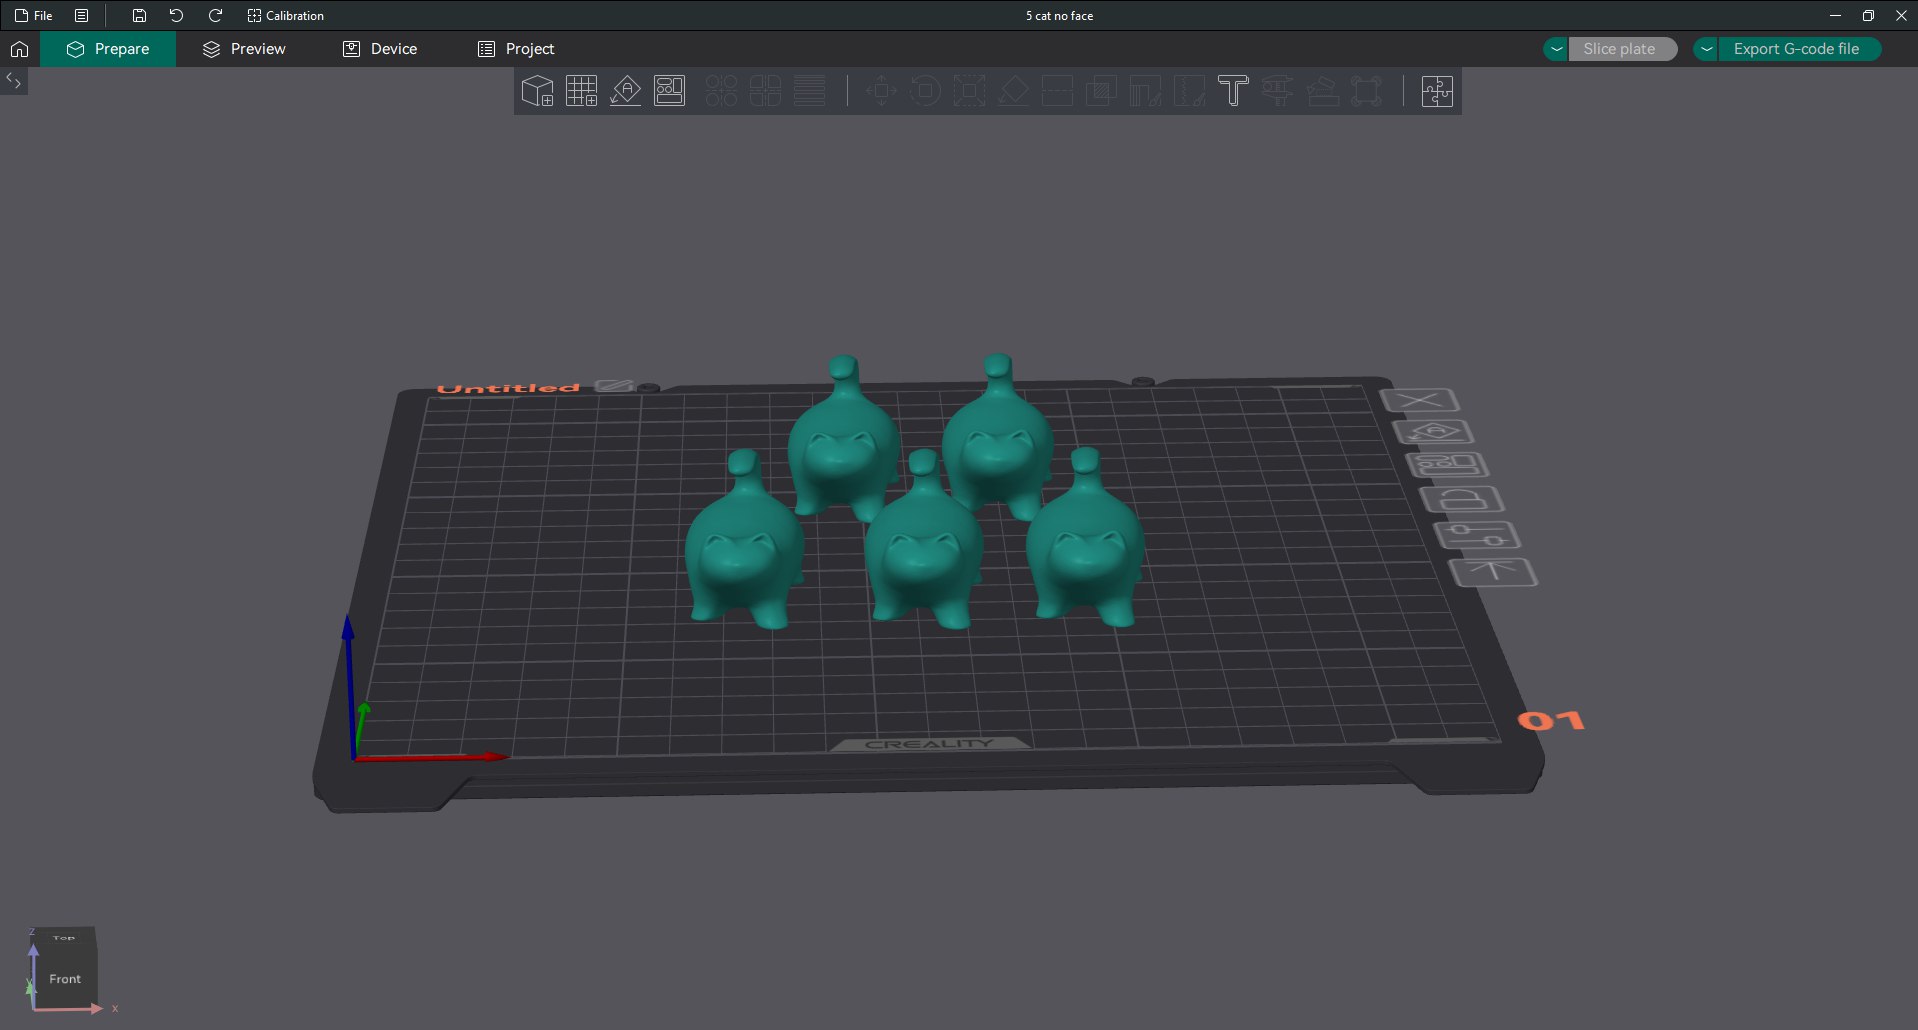 File
Calibration
5 cat no face
Prepare
Preview
Device
Project
Slice plate
Export G-code file
Untitled
CREALITY
01
Z
Top
Front
Y
X